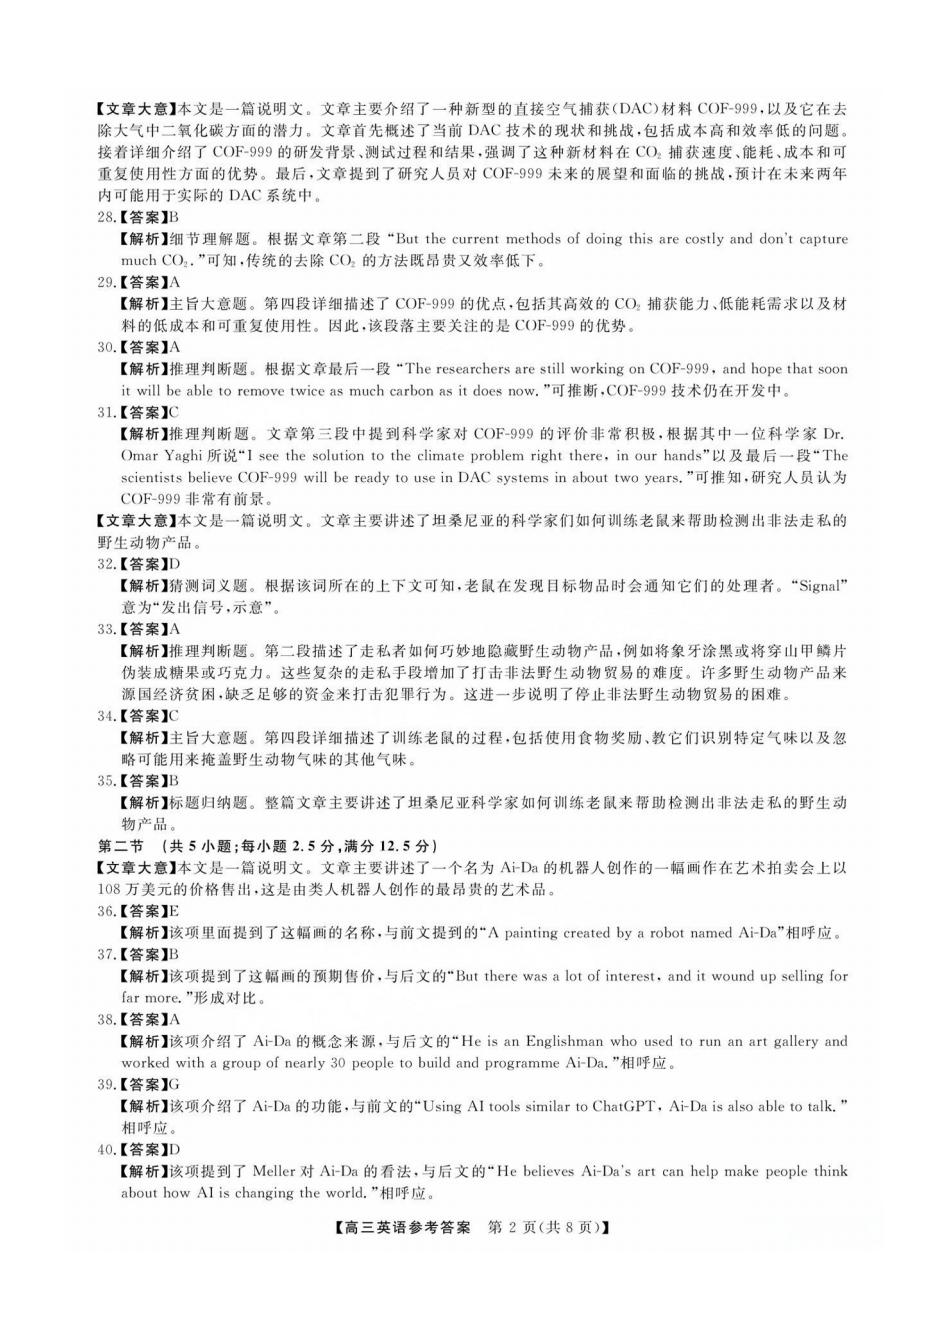 【文章大意】本文是一篇说明文。文章主要介绍了一种新型的直接空气捕获(DAC)材料 COF-999,以及它在去
除大气中二氧化碳方面的潜力。文章首先概述了当前 DAC 技术的现状和挑战,包括成本高和效率低的问题。
接着详细介绍了 COF-999 的研发背景、测试过程和结果,强调了这种新材料在 CO₂ 捕获速度、能耗、成本和可
重复使用性方面的优势。最后,文章提到了研究人员对 COF-999 未来的展望和面临的挑战,预计在未来两年
内可能用于实际的 DAC 系统中。
28.【答案】B
【解析】细节理解题。根据文章第二段 “But the current methods of doing this are costly and don't capture
much CO₂.”可知,传统的去除 CO₂ 的方法既昂贵又效率低下。
29.【答案】A
【解析】主旨大意题。第四段详细描述了 COF-999 的优点,包括其高效的 CO₂ 捕获能力、低能耗需求以及材
料的低成本和可重复使用性。因此,该段落主要关注的是 COF-999 的优势。
30.【答案】A
【解析】推理判断题。根据文章最后一段 “The researchers are still working on COF-999, and hope that soon
it will be able to remove twice as much carbon as it does now.”可推断,COF-999 技术仍在开发中。
31.【答案】C
【解析】推理判断题。文章第三段中提到科学家对 COF-999 的评价非常积极,根据其中一位科学家 Dr.
Omar Yaghi 所说“I see the solution to the climate problem right there, in our hands”以及最后一段“The
scientists believe COF-999 will be ready to use in DAC systems in about two years.”可推知,研究人员认为
COF-999 非常有前景。
【文章大意】本文是一篇说明文。文章主要讲述了坦桑尼亚的科学家们如何训练老鼠来帮助检测出非法走私的
野生动物产品。
32.【答案】D
【解析】猜测词义题。根据该词所在的上下文可知,老鼠在发现目标物品时会通知它们的处理者。“Signal”
意为“发出信号,示意”。
33.【答案】A
【解析】推理判断题。第二段描述了走私者如何巧妙地隐藏野生动物产品,例如将象牙涂黑或将穿山甲鳞片
伪装成糖果或巧克力。这些复杂的走私手段增加了打击非法野生动物贸易的难度。许多野生动物产品来
源国经济贫困,缺乏足够的资金来打击犯罪行为。这进一步说明了停止非法野生动物贸易的困难。
34.【答案】C
【解析】主旨大意题。第四段详细描述了训练老鼠的过程,包括使用食物奖励、教它们识别特定气味以及忽
略可能用来掩盖野生动物气味的其他气味。
35.【答案】B
【解析】标题归纳题。整篇文章主要讲述了坦桑尼亚科学家如何训练老鼠来帮助检测出非法走私的野生动
物产品。
第二节 (共 5 小题;每小题 2.5 分,满分 12.5 分)
【文章大意】本文是一篇说明文。文章主要讲述了一个名为 Ai-Da 的机器人创作的一幅画作在艺术拍卖会上以
108 万美元的价格售出,这是由类人机器人创作的最昂贵的艺术品。
36.【答案】E
【解析】该项里面提到了这幅画的名称,与前文提到的“A painting created by a robot named Ai-Da”相呼应。
37.【答案】B
【解析】该项提到了这幅画的预期售价,与后文的“But there was a lot of interest, and it wound up selling for
far more.”形成对比。
38.【答案】A
【解析】该项介绍了 Ai-Da 的概念来源,与后文的“He is an Englishman who used to run an art gallery and
worked with a group of nearly 30 people to build and programme Ai-Da.”相呼应。
39.【答案】G
【解析】该项介绍了 Ai-Da 的功能,与前文的“Using AI tools similar to ChatGPT, Ai-Da is also able to talk.”
相呼应。
40.【答案】D
【解析】该项提到了 Meller 对 Ai-Da 的看法,与后文的“He believes Ai-Da's art can help make people think
about how AI is changing the world.”相呼应。
【高三英语参考答案 第 2 页(共 8 页)】